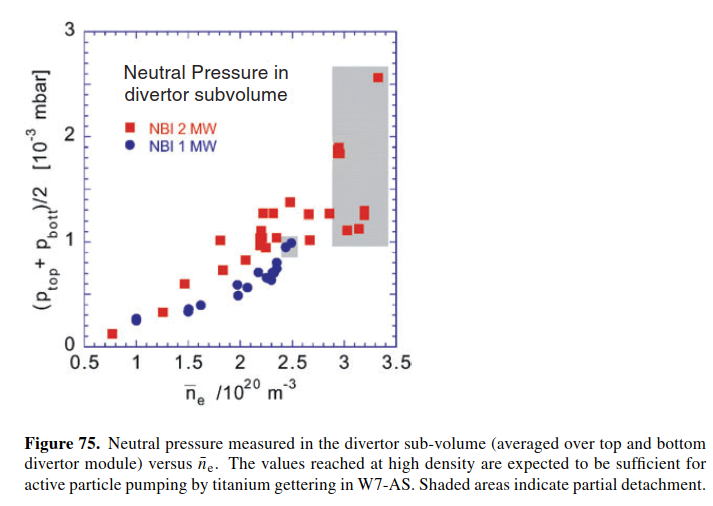 3
Neutral Pressure in
divertor subvolume
NBI 2 MW
NBI 1 MW
2
1
0
(p_top + p_bott)/2 [10^-3 mbar]
0.5 1 1.5 2 2.5 3 3.5
n̄_e /10^20 m^-3
Figure 75. Neutral pressure measured in the divertor sub-volume (averaged over top and bottom
divertor module) versus n̄_e. The values reached at high density are expected to be sufficient for
active particle pumping by titanium gettering in W7-AS. Shaded areas indicate partial detachment.